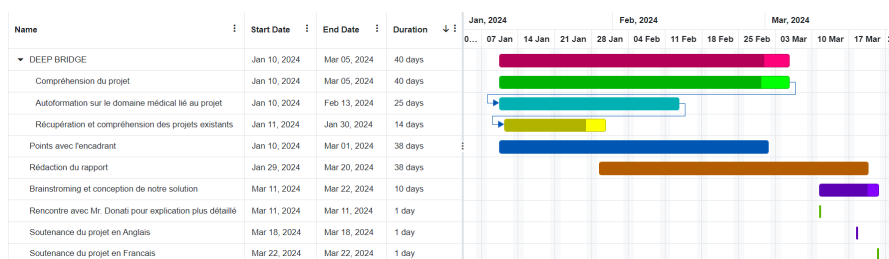 Jan, 2024 Feb, 2024 Mar, 2024
Name Start Date End Date Duration
0... 07 Jan 14 Jan 21 Jan 28 Jan 04 Feb 11 Feb 18 Feb 25 Feb 03 Mar 10 Mar 17 Mar
DEEP BRIDGE Jan 10, 2024 Mar 05, 2024 40 days
Compréhension du projet Jan 10, 2024 Mar 05, 2024 40 days
Autoformation sur le domaine médical lié au projet Jan 10, 2024 Feb 13, 2024 25 days
Récupération et compréhension des projets existants Jan 11, 2024 Jan 30, 2024 14 days
Points avec l'encadrant Jan 10, 2024 Mar 01, 2024 38 days
Rédaction du rapport Jan 29, 2024 Mar 20, 2024 38 days
Brainstroming et conception de notre solution Mar 11, 2024 Mar 22, 2024 10 days
Rencontre avec Mr. Donati pour explication plus détaillé Mar 11, 2024 Mar 11, 2024 1 day
Soutenance du projet en Anglais Mar 18, 2024 Mar 18, 2024 1 day
Soutenance du projet en Francais Mar 22, 2024 Mar 22, 2024 1 day